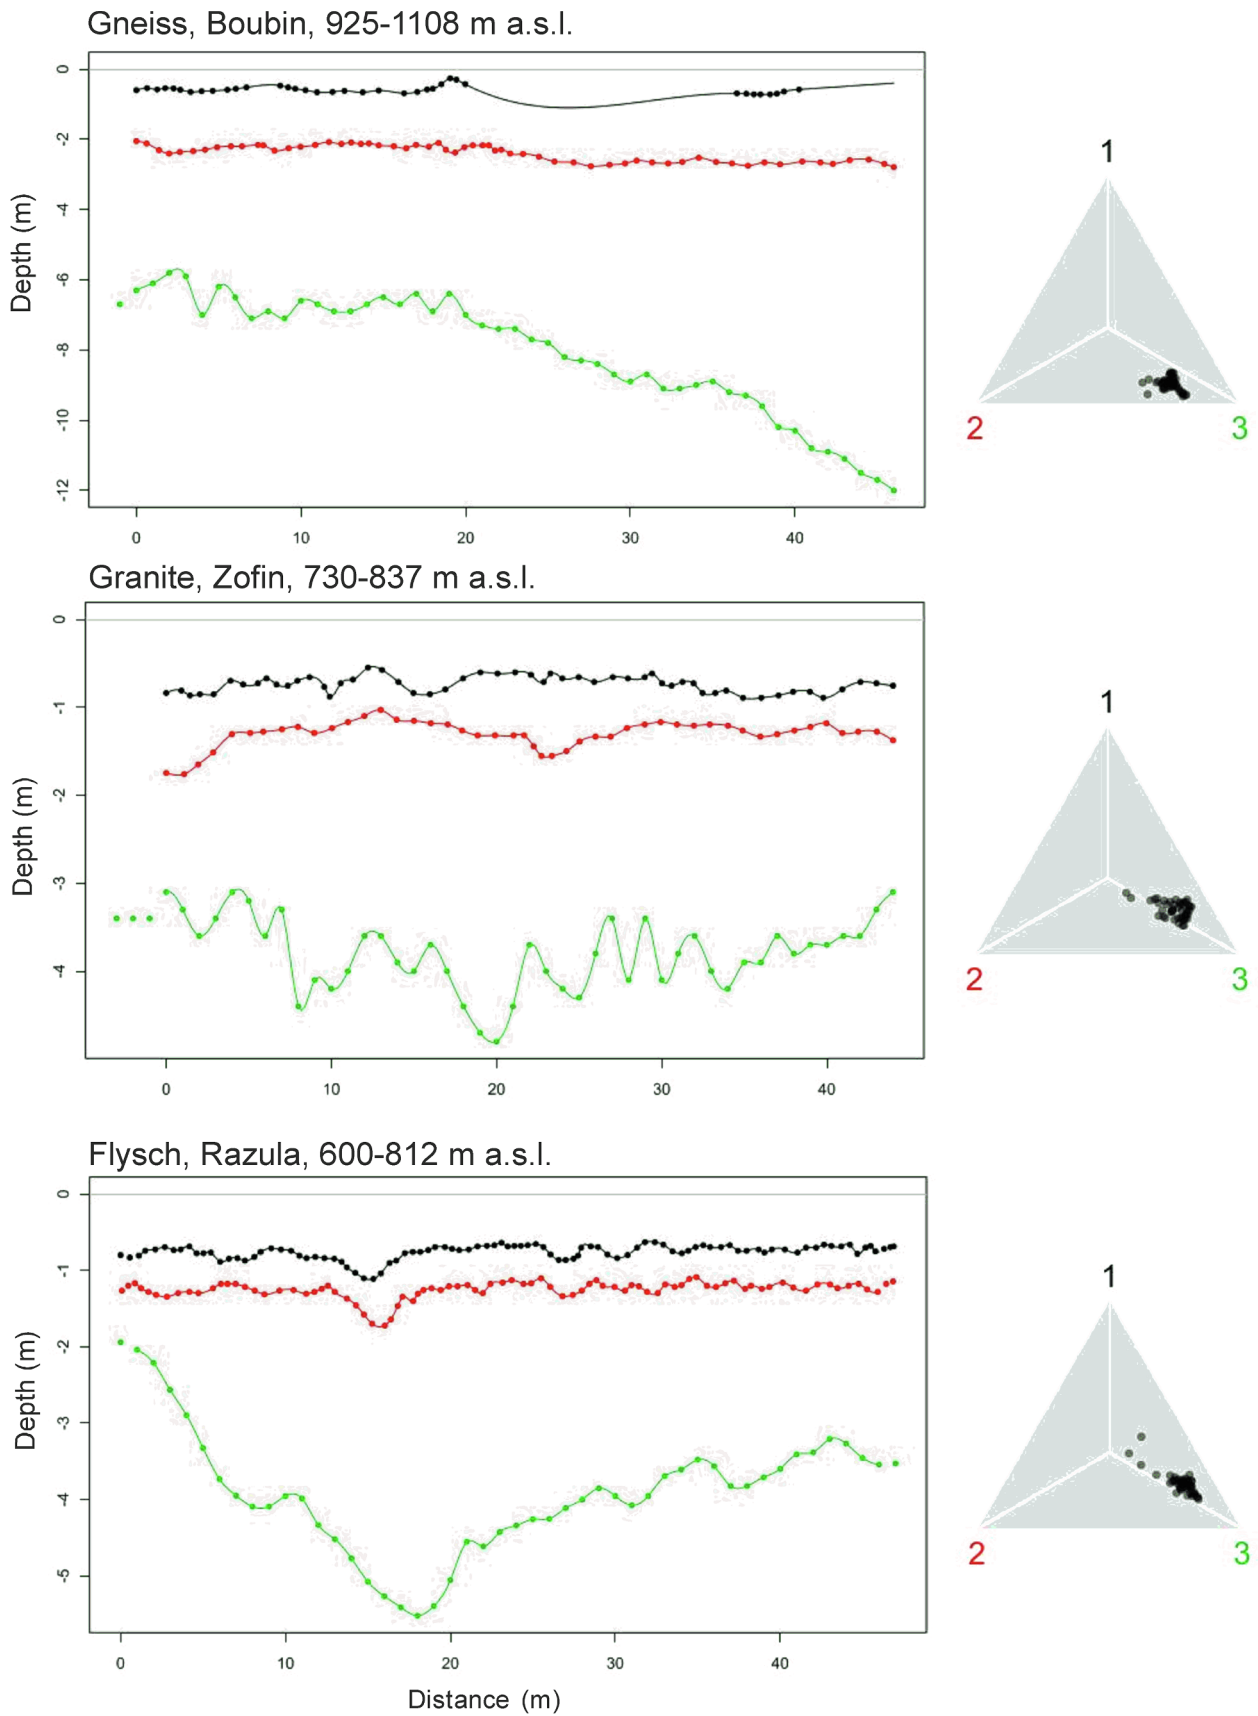 Gneiss, Boubin, 925-1108 m a.s.l.
0
-2
-4
-6
-8
-10
-12
Depth (m)
0 10 20 30 40
1
2 3
Granite, Zofin, 730-837 m a.s.l.
0
-1
-2
-3
-4
Depth (m)
0 10 20 30 40
1
2 3
Flysch, Razula, 600-812 m a.s.l.
0
-1
-2
-3
-4
-5
Depth (m)
0 10 20 30 40
Distance (m)
1
2 3